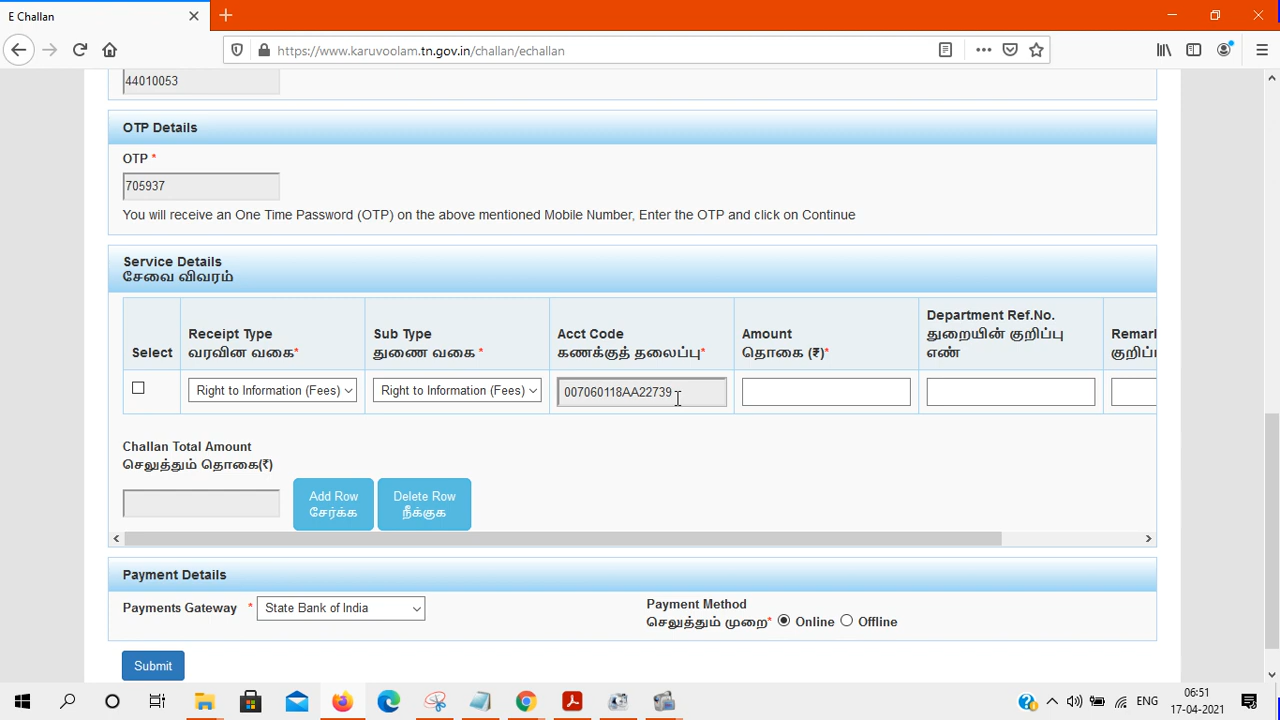 E Challan
https://www.karuvoolam.tn.gov.in/challan/echallan
44010053
OTP Details
OTP *
705937
You will receive an One Time Password (OTP) on the above mentioned Mobile Number, Enter the OTP and click on Continue
Service Details
சேவை விவரம்
Select
Receipt Type
வரவின வகை*
Sub Type
துணை வகை *
Acct Code
கணக்குத் தலைப்பு*
Amount
தொகை (₹)*
Department Ref.No.
துறையின் குறிப்பு
எண்
Remark
குறிப்ப
Right to Information (Fees)
Right to Information (Fees)
007060118AA22739
Challan Total Amount
செலுத்தும் தொகை(₹)
Add Row
சேர்க்க
Delete Row
நீக்குக
Payment Details
Payments Gateway *
State Bank of India
Payment Method
செலுத்தும் முறை*
Online
Offline
Submit
ENG
06:51
17-04-2021